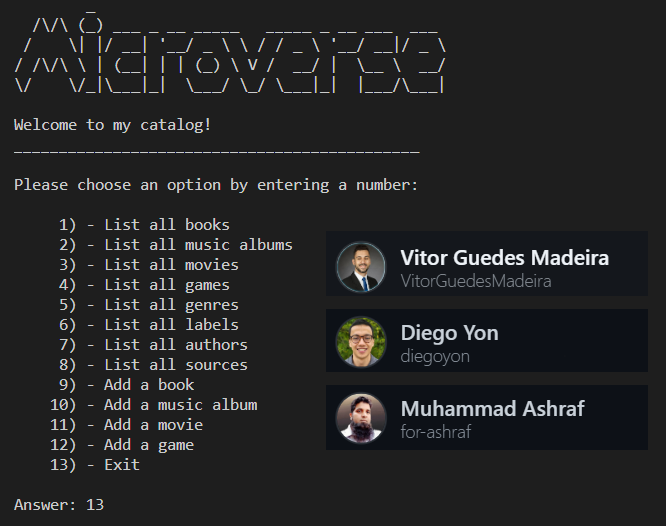 Microverse
Welcome to my catalog!
Please choose an option by entering a number:
1) - List all books
2) - List all music albums
3) - List all movies
4) - List all games
5) - List all genres
6) - List all labels
7) - List all authors
8) - List all sources
9) - Add a book
10) - Add a music album
11) - Add a movie
12) - Add a game
13) - Exit
Answer: 13
Vitor Guedes Madeira
VitorGuedesMadeira
Diego Yon
diegoyon
Muhammad Ashraf
for-ashraf